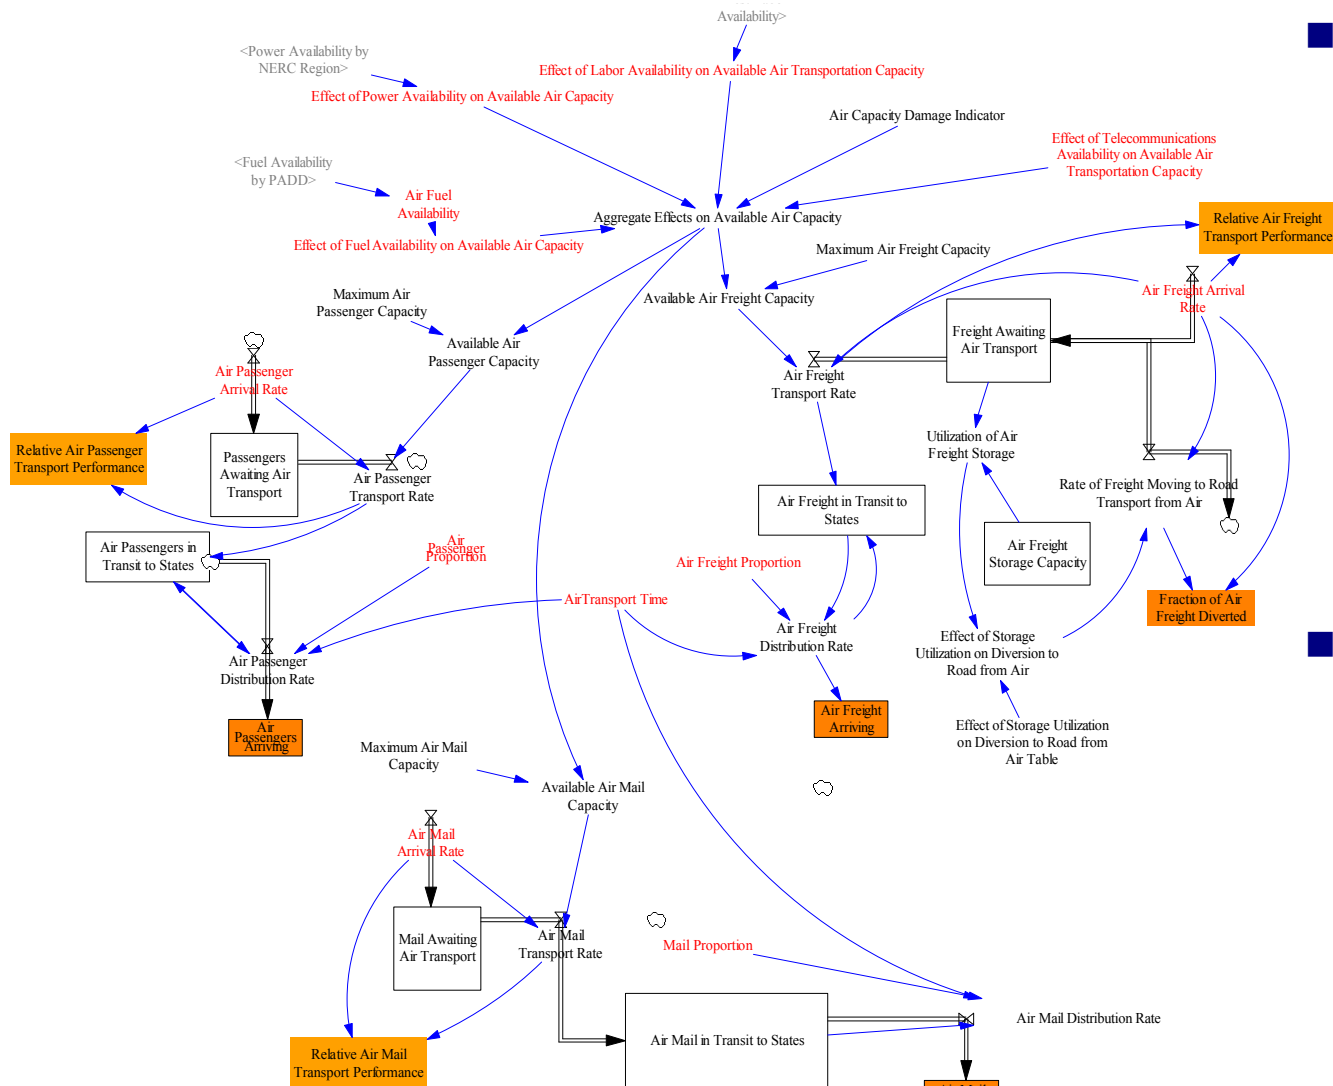 Availability>
<Power Availability by
NERC Region>
Effect of Labor Availability on Available Air Transportation Capacity
Effect of Power Availability on Available Air Capacity
Air Capacity Damage Indicator
Effect of Telecommunications
Availability on Available Air
Transportation Capacity
<Fuel Availability
by PADD>
Air Fuel
Availability
Effect of Fuel Availability on Available Air Capacity
Aggregate Effects on Available Air Capacity
Relative Air Freight
Transport Performance
Maximum Air Freight Capacity
Maximum Air
Passenger Capacity
Available Air Freight Capacity
Air Freight Arrival
Rate
Freight Awaiting
Air Transport
Available Air
Passenger Capacity
Air Freight
Transport Rate
Air Passenger
Arrival Rate
Relative Air Passenger
Transport Performance
Passengers
Awaiting Air
Transport
Air Passenger
Transport Rate
Utilization of Air
Freight Storage
Rate of Freight Moving to Road
Transport from Air
Air Freight in Transit to
States
Air Passengers in
Transit to States
Air
Passenger
Proportion
Air Freight
Storage Capacity
Air Freight Proportion
AirTransport Time
Fraction of Air
Freight Diverted
Air Freight
Distribution Rate
Effect of Storage
Utilization on Diversion to
Road from Air
Air Passenger
Distribution Rate
Air
Passengers
Arriving
Air Freight
Arriving
Effect of Storage Utilization
on Diversion to Road from
Air Table
Maximum Air Mail
Capacity
Available Air Mail
Capacity
Air Mail
Arrival Rate
Mail Awaiting
Air Transport
Air Mail
Transport Rate
Mail Proportion
Air Mail Distribution Rate
Air Mail in Transit to States
Relative Air Mail
Transport Performance